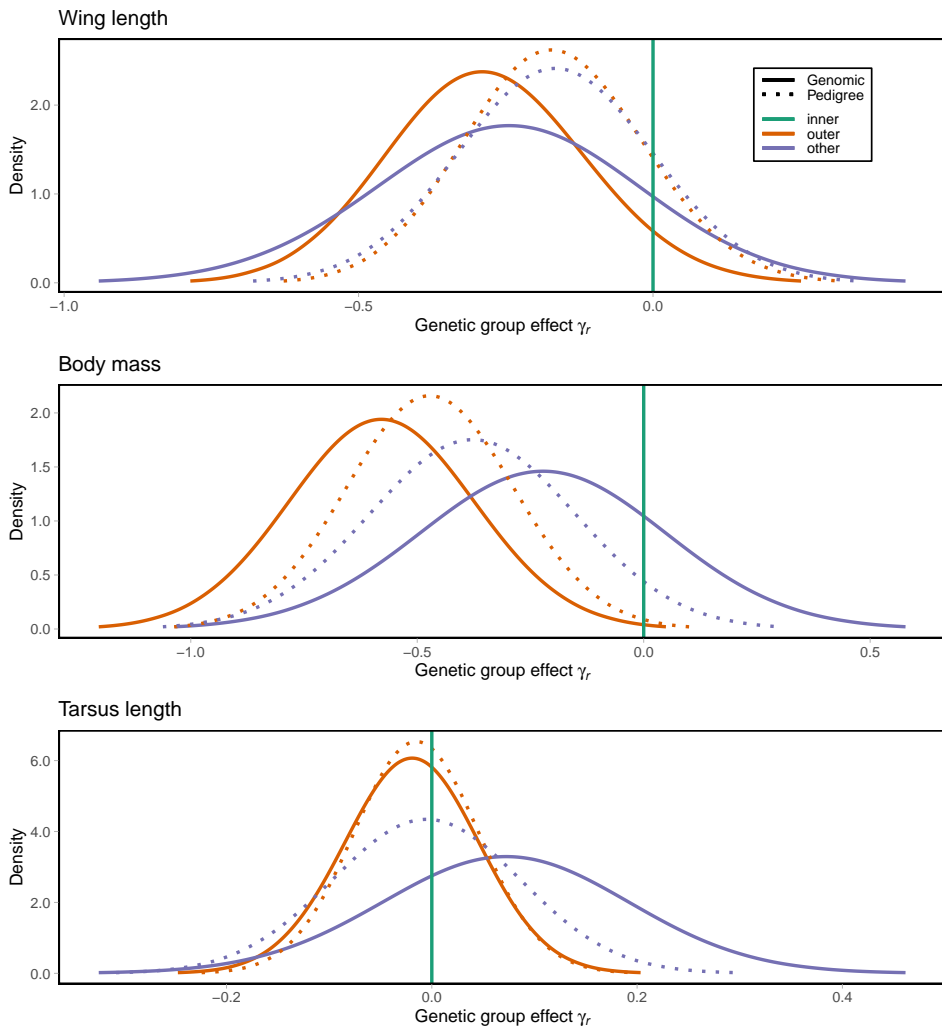 Wing length
Density
2.0
1.0
0.0
Genomic
Pedigree
inner
outer
other
−1.0 −0.5 0.0
Genetic group effect γr
Body mass
Density
2.0
1.5
1.0
0.5
0.0
−1.0 −0.5 0.0 0.5
Genetic group effect γr
Tarsus length
Density
6.0
4.0
2.0
0.0
−0.2 0.0 0.2 0.4
Genetic group effect γr